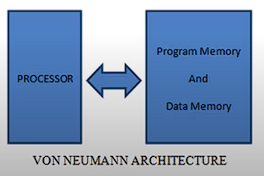 PROCESSOR
Program Memory
And
Data Memory
VON NEUMANN ARCHITECTURE